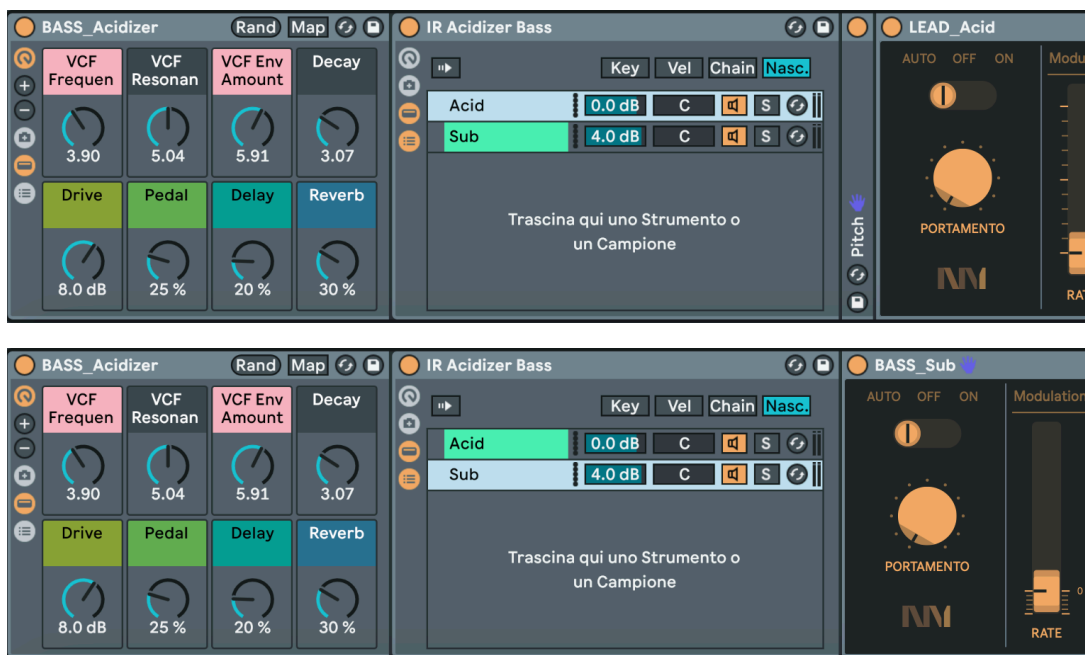 BASS_Acidizer
Rand
Map
VCF Frequen
VCF Resonan
VCF Env Amount
Decay
3.90
5.04
5.91
3.07
Drive
Pedal
Delay
Reverb
8.0 dB
25 %
20 %
30 %
IR Acidizer Bass
Key
Vel
Chain
Nasc.
Acid
0.0 dB
C
S
Sub
4.0 dB
C
S
Trascina qui uno Strumento o
un Campione
Pitch
LEAD_Acid
AUTO
OFF
ON
Modu
PORTAMENTO
RAT
BASS_Acidizer
Rand
Map
VCF Frequen
VCF Resonan
VCF Env Amount
Decay
3.90
5.04
5.91
3.07
Drive
Pedal
Delay
Reverb
8.0 dB
25 %
20 %
30 %
IR Acidizer Bass
Key
Vel
Chain
Nasc.
Acid
0.0 dB
C
S
Sub
4.0 dB
C
S
Trascina qui uno Strumento o
un Campione
BASS_Sub
AUTO
OFF
ON
Modulation
PORTAMENTO
0
RATE